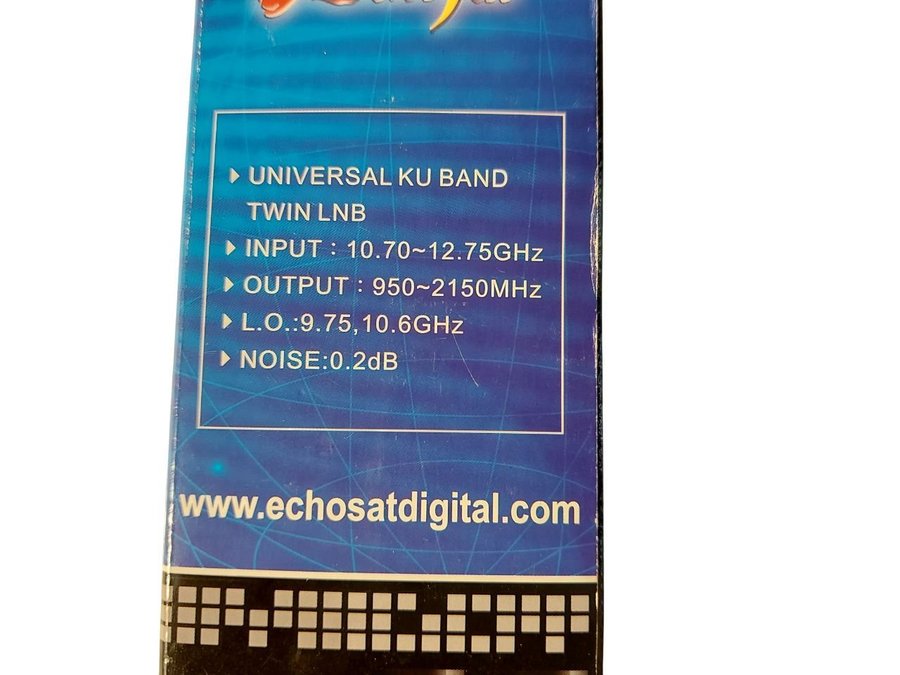 UNIVERSAL KU BAND
TWIN LNB
INPUT : 10.70~12.75GHz
OUTPUT : 950~2150MHz
L.O.:9.75,10.6GHz
NOISE:0.2dB
www.echosatdigital.com